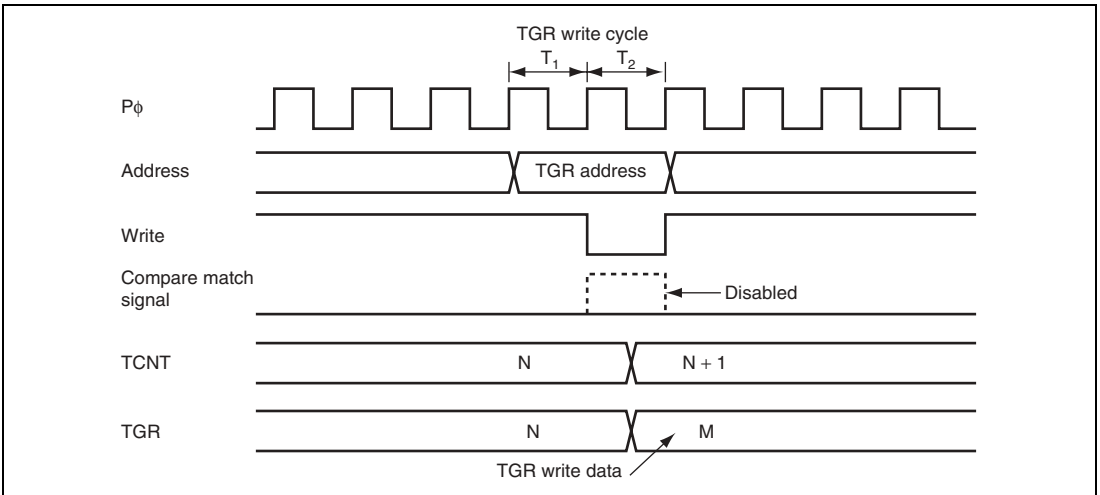 TGR write cycle
T1 T2
Pϕ
Address
TGR address
Write
Compare match
signal
Disabled
TCNT
N
N + 1
TGR
N
M
TGR write data